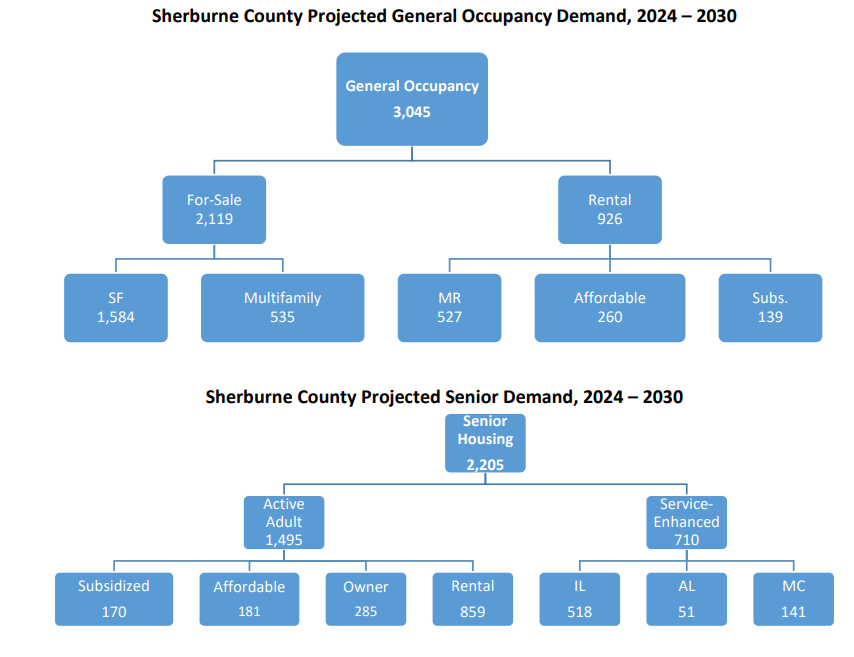 Sherburne County Projected General Occupancy Demand, 2024 – 2030
General Occupancy
3,045
For-Sale
2,119
Rental
926
SF
1,584
Multifamily
535
MR
527
Affordable
260
Subs.
139
Sherburne County Projected Senior Demand, 2024 – 2030
Senior
Housing
2,205
Active
Adult
1,495
Service-
Enhanced
710
Subsidized
170
Affordable
181
Owner
285
Rental
859
IL
518
AL
51
MC
141